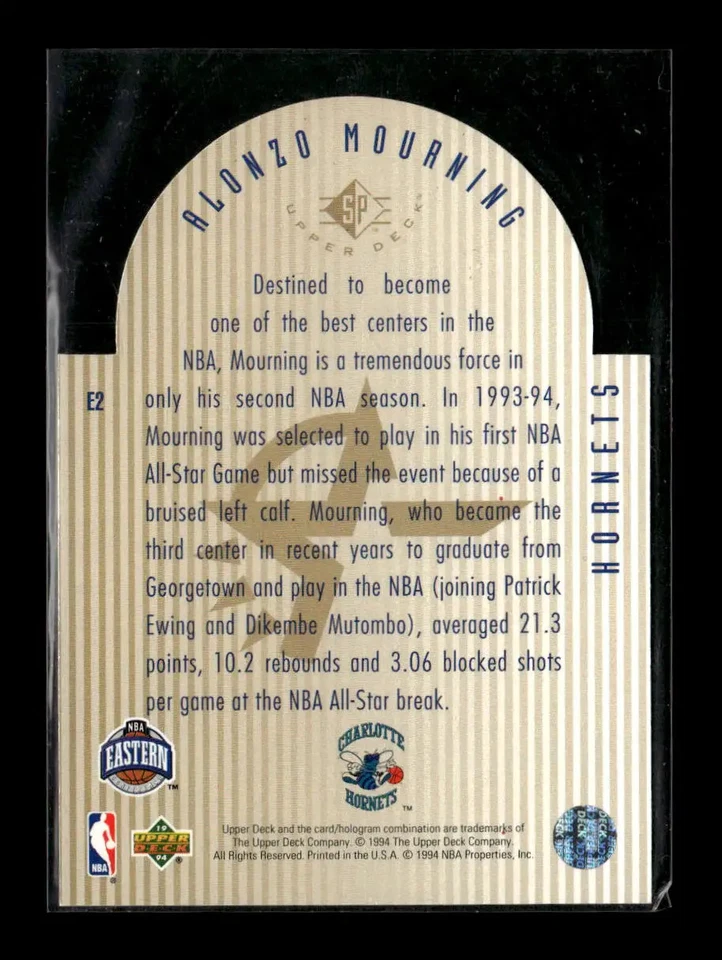 ALONZO MOURNING
SP
UPPER DECK
Destined to become
one of the best centers in the
NBA, Mourning is a tremendous force in
only his second NBA season. In 1993-94,
Mourning was selected to play in his first NBA
All-Star Game but missed the event because of a
bruised left calf. Mourning, who became the
third center in recent years to graduate from
Georgetown and play in the NBA (joining Patrick
Ewing and Dikembe Mutombo), averaged 21.3
points, 10.2 rebounds and 3.06 blocked shots
per game at the NBA All-Star break.
E2
HORNETS
NBA
EASTERN
™
CHARLOTTE
HORNETS
™
NBA
®
19
UPPER
DECK
94
®
Upper Deck and the card/hologram combination are trademarks of
The Upper Deck Company. © 1994 The Upper Deck Company.
All Rights Reserved. Printed in the U.S.A. © 1994 NBA Properties, Inc.
DECK